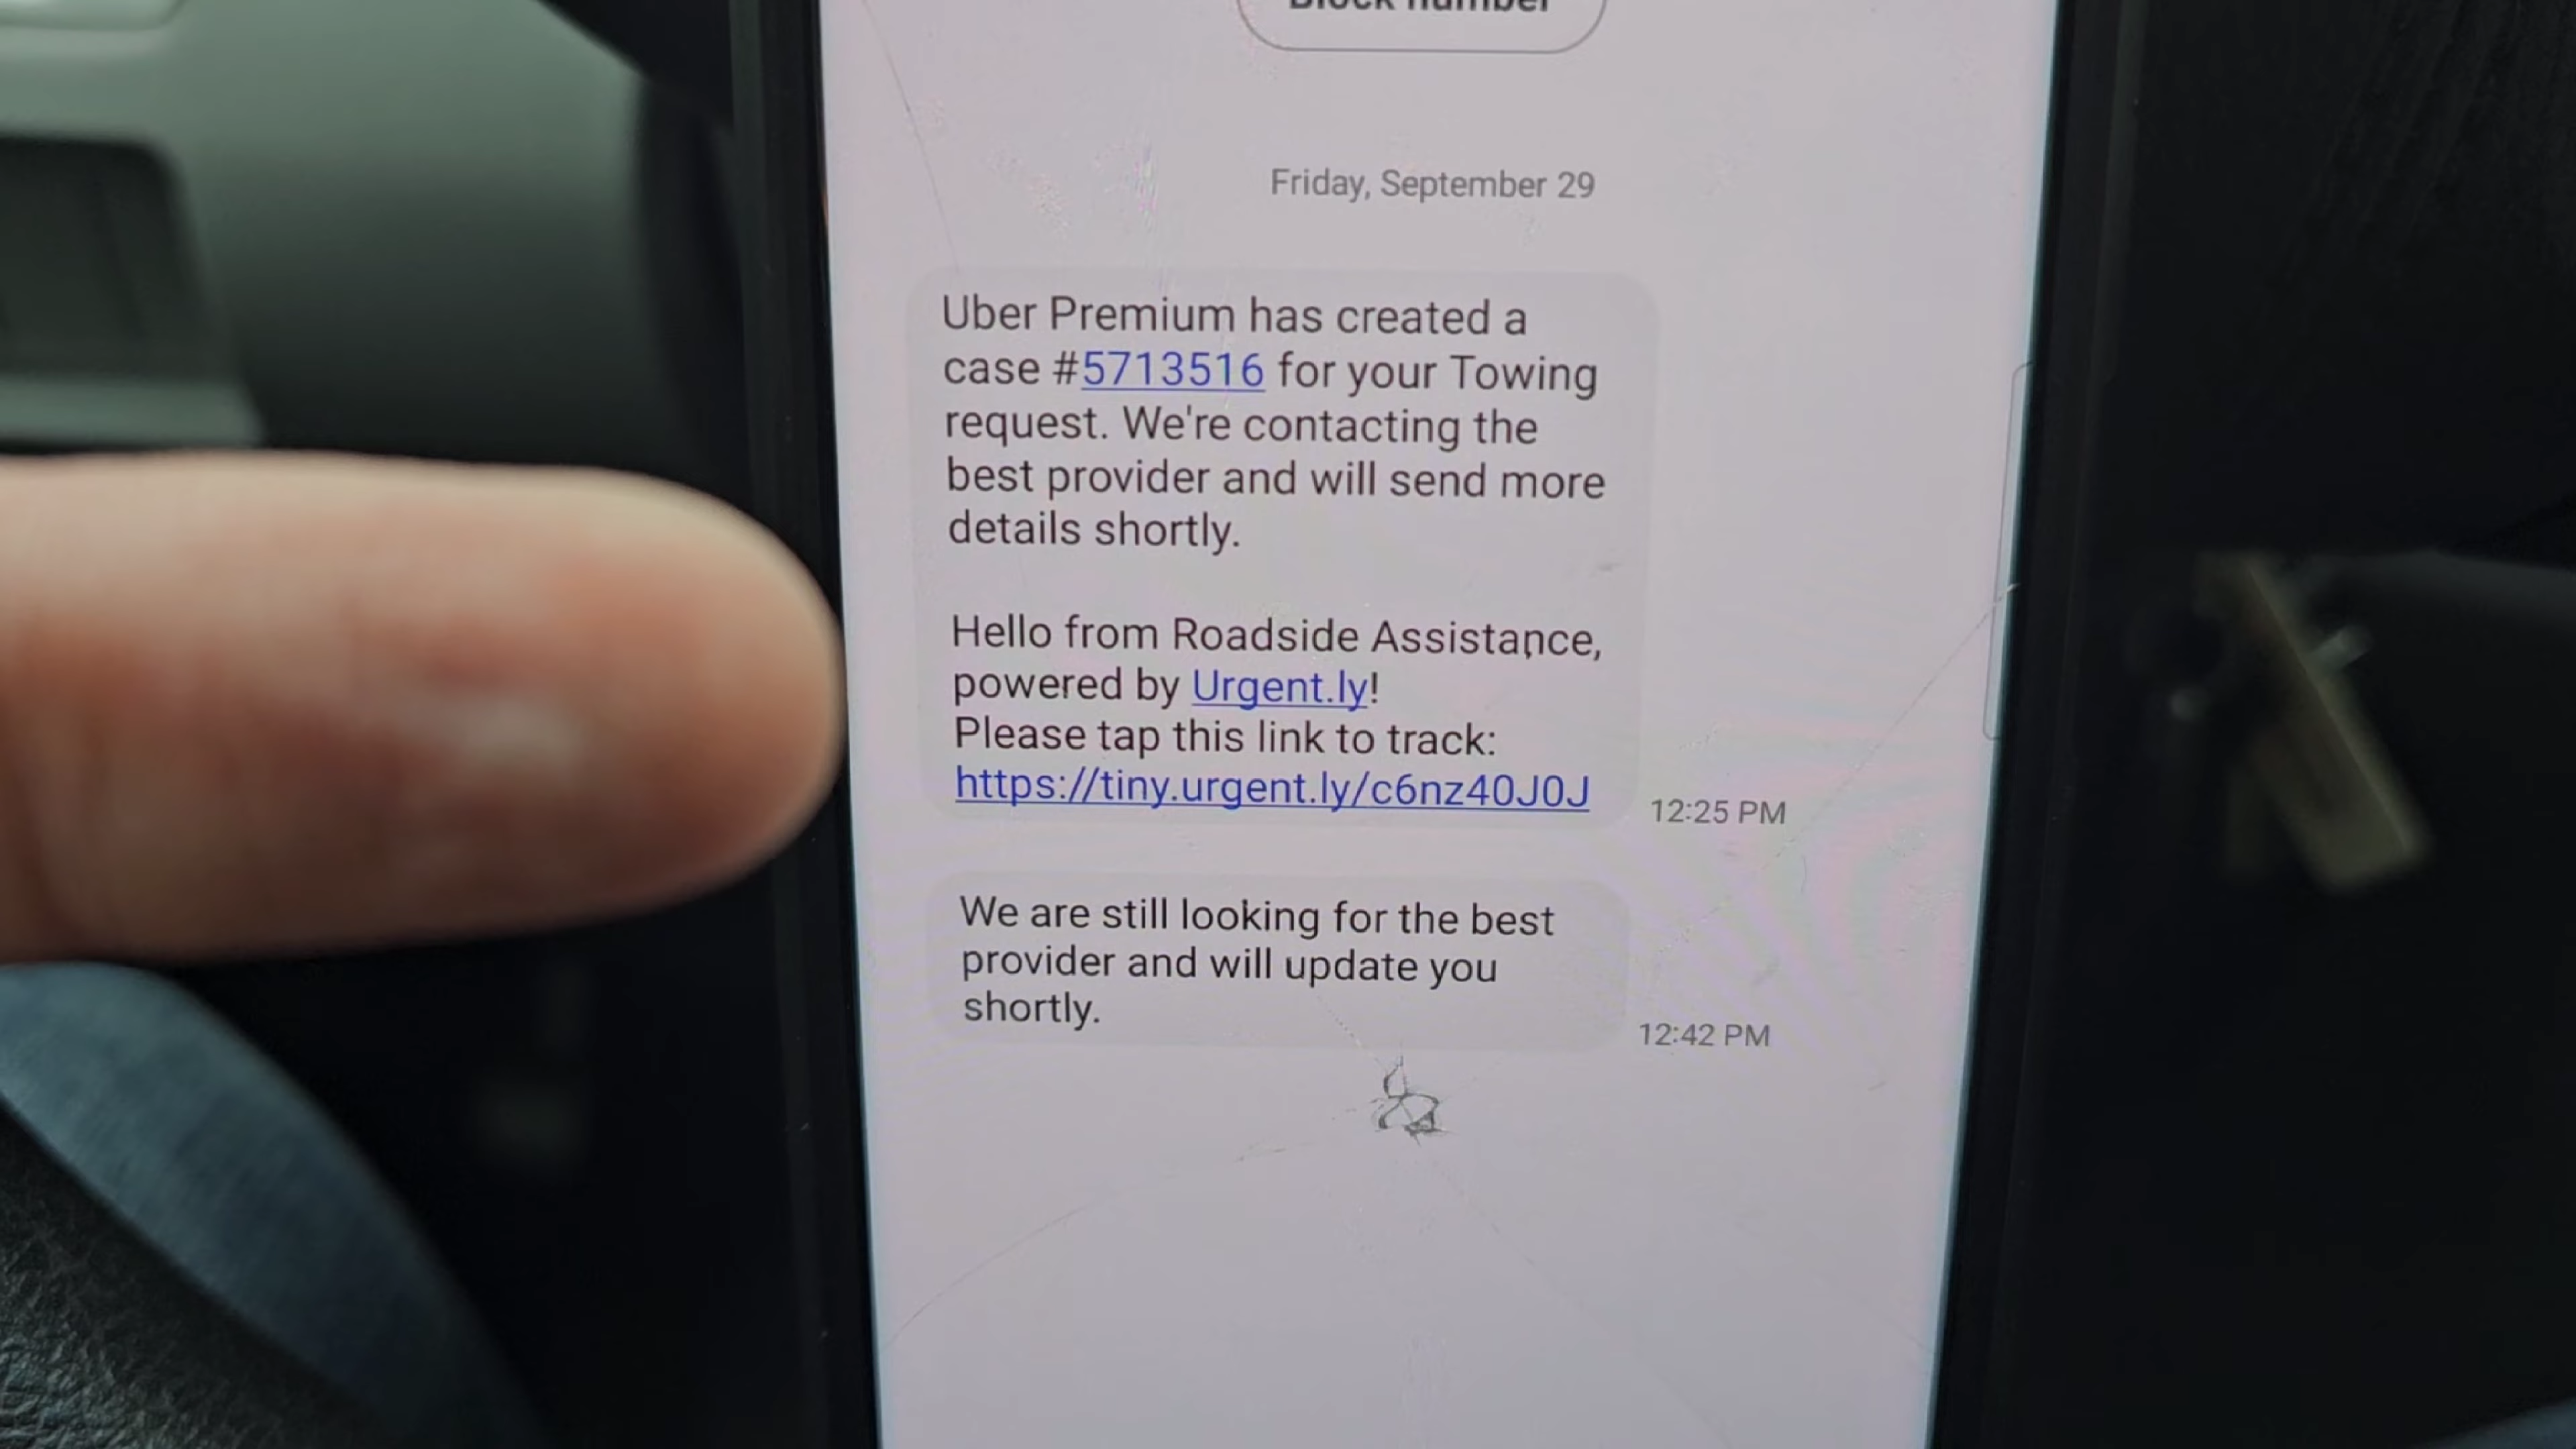 Block number
Friday, September 29
Uber Premium has created a
case #5713516 for your Towing
request. We're contacting the
best provider and will send more
details shortly.
Hello from Roadside Assistance,
powered by Urgent.ly!
Please tap this link to track:
https://tiny.urgent.ly/c6nz40J0J
12:25 PM
We are still looking for the best
provider and will update you
shortly.
12:42 PM